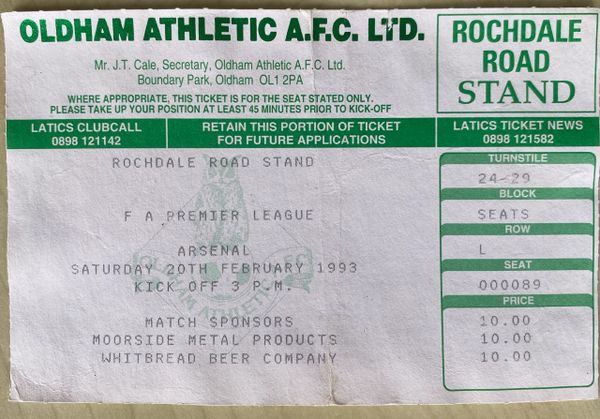 OLDHAM ATHLETIC A.F.C. LTD.
Mr. J.T. Cale, Secretary, Oldham Athletic A.F.C. Ltd.
Boundary Park, Oldham OL1 2PA
WHERE APPROPRIATE, THIS TICKET IS FOR THE SEAT STATED ONLY.
PLEASE TAKE UP YOUR POSITION AT LEAST 45 MINUTES PRIOR TO KICK-OFF
ROCHDALE
ROAD
STAND
LATICS CLUBCALL
0898 121142
RETAIN THIS PORTION OF TICKET
FOR FUTURE APPLICATIONS
LATICS TICKET NEWS
0898 121582
ROCHDALE ROAD STAND
F A PREMIER LEAGUE
ARSENAL
SATURDAY 20TH FEBRUARY 1993
KICK OFF 3 P.M.
MATCH SPONSORS
MOORSIDE METAL PRODUCTS
WHITBREAD BEER COMPANY
OLDHAM ATHLETIC AFC
TURNSTILE
24-29
BLOCK
SEATS
ROW
L
SEAT
000089
PRICE
10.00
10.00
10.00